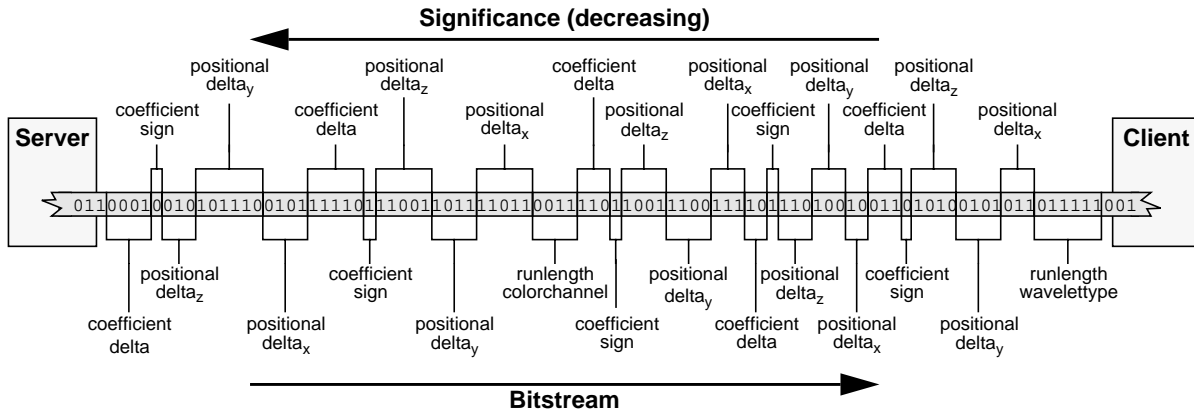 Significance (decreasing)
positional
delta_y
positional
delta_z
coefficient
delta
positional
delta_x
positional
delta_y
positional
delta_z
coefficient
sign
coefficient
delta
positional
delta_x
positional
delta_z
coefficient
sign
coefficient
delta
positional
delta_x
Server
Client
positional
delta_z
coefficient
sign
runlength
colorchannel
positional
delta_y
positional
delta_z
coefficient
sign
runlength
wavelettype
coefficient
delta
positional
delta_x
positional
delta_y
coefficient
sign
coefficient
delta
positional
delta_x
positional
delta_y
Bitstream